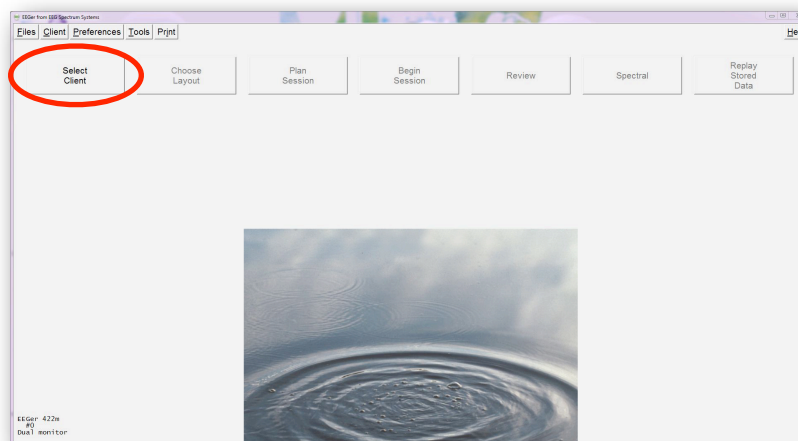 EEGer from EEG Spectrum Systems
Files Client Preferences Tools Print
Select
Client
Choose
Layout
Plan
Session
Begin
Session
Review
Spectral
Replay
Stored
Data
EEGer 422m
#0
Dual monitor